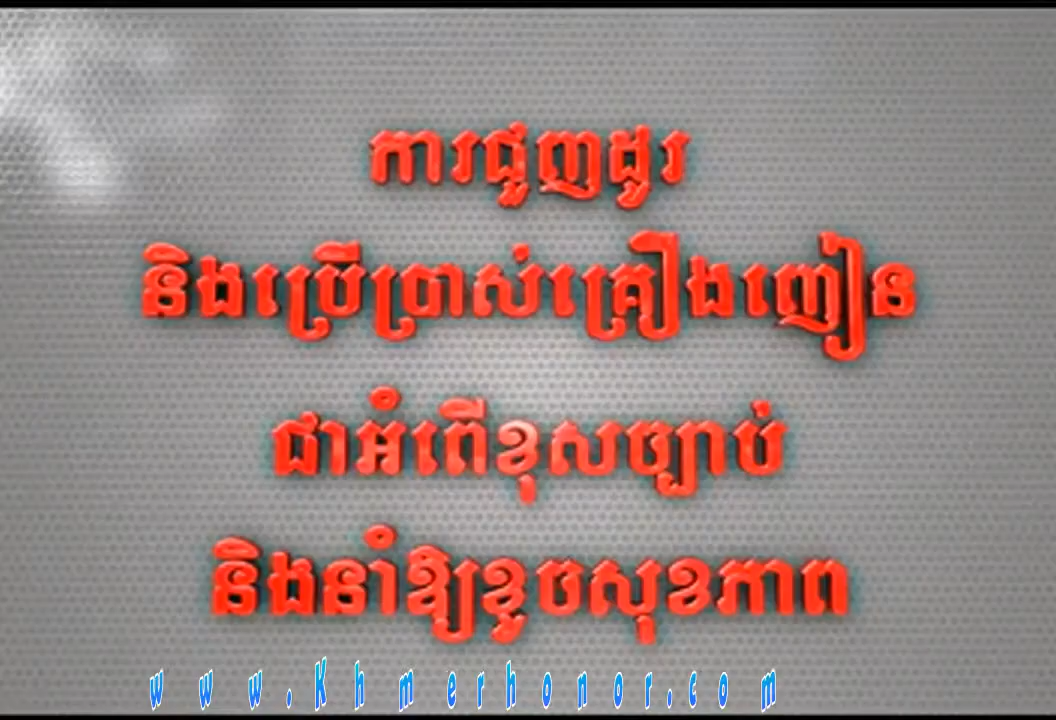 ការជួញដូរ
និងប្រើប្រាស់គ្រឿងញៀន
ជាអំពើខុសច្បាប់
និងនាំឱ្យខូចសុខភាព
www.Khmerhonor.com